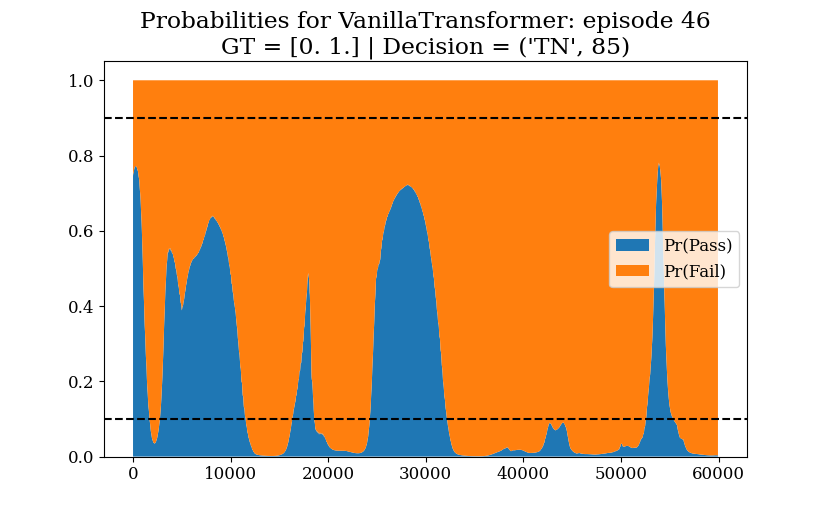 Probabilities for VanillaTransformer: episode 46
GT = [0. 1.] | Decision = ('TN', 85)
1.0
0.8
0.6
0.4
0.2
0.0
Pr(Pass)
Pr(Fail)
0 10000 20000 30000 40000 50000 60000